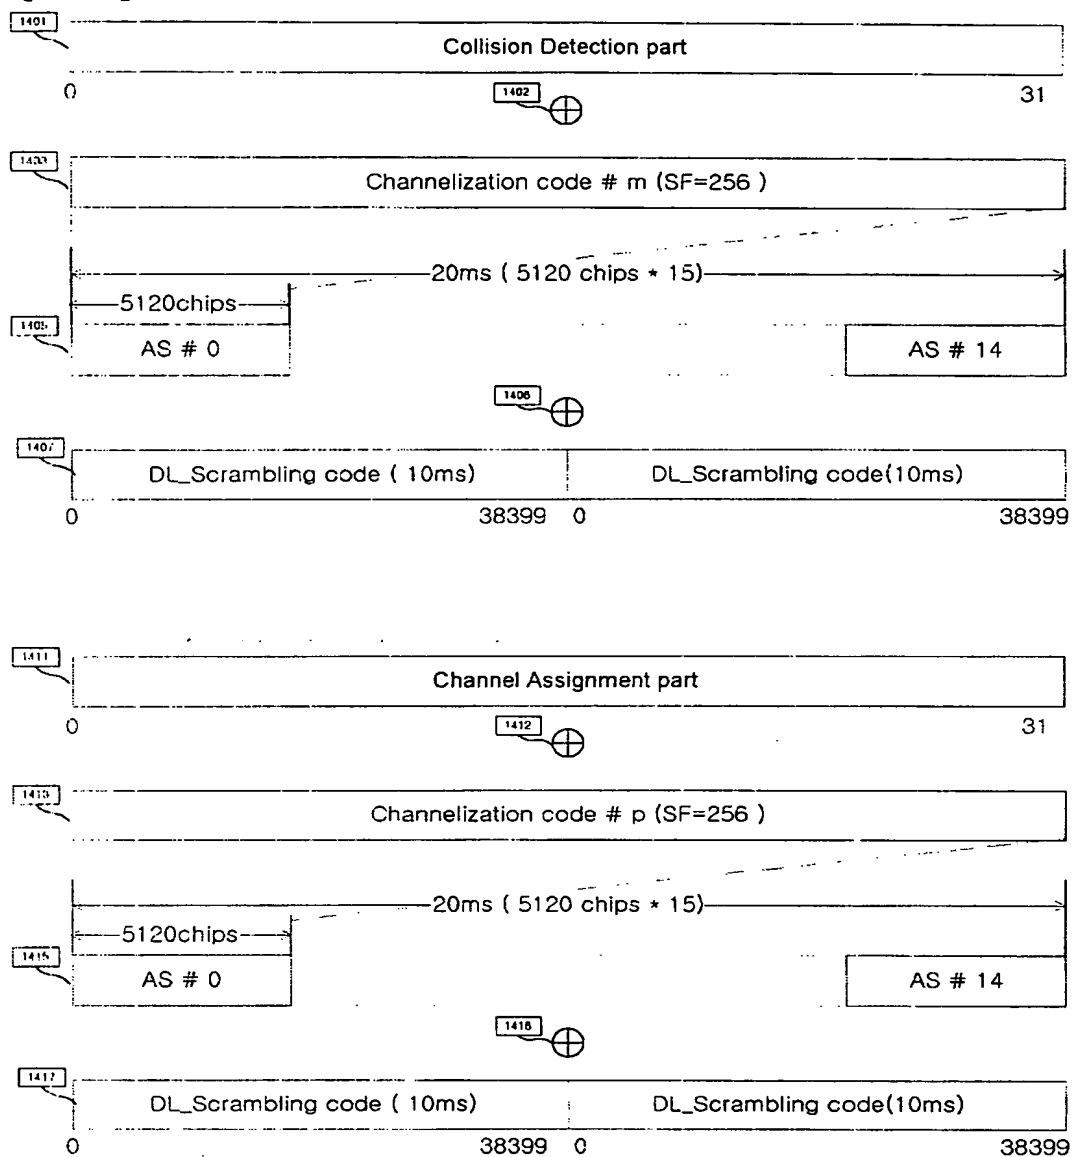 1401
Collision Detection part
0 1402 31
1403
Channelization code # m (SF=256 )
20ms ( 5120 chips * 15)
5120chips
1405
AS # 0 AS # 14
1406
1407
DL_Scrambling code ( 10ms) DL_Scrambling code(10ms)
0 38399 0 38399
1411
Channel Assignment part
0 1412 31
1413
Channelization code # p (SF=256 )
20ms ( 5120 chips * 15)
5120chips
1415
AS # 0 AS # 14
1416
1417
DL_Scrambling code ( 10ms) DL_Scrambling code(10ms)
0 38399 0 38399